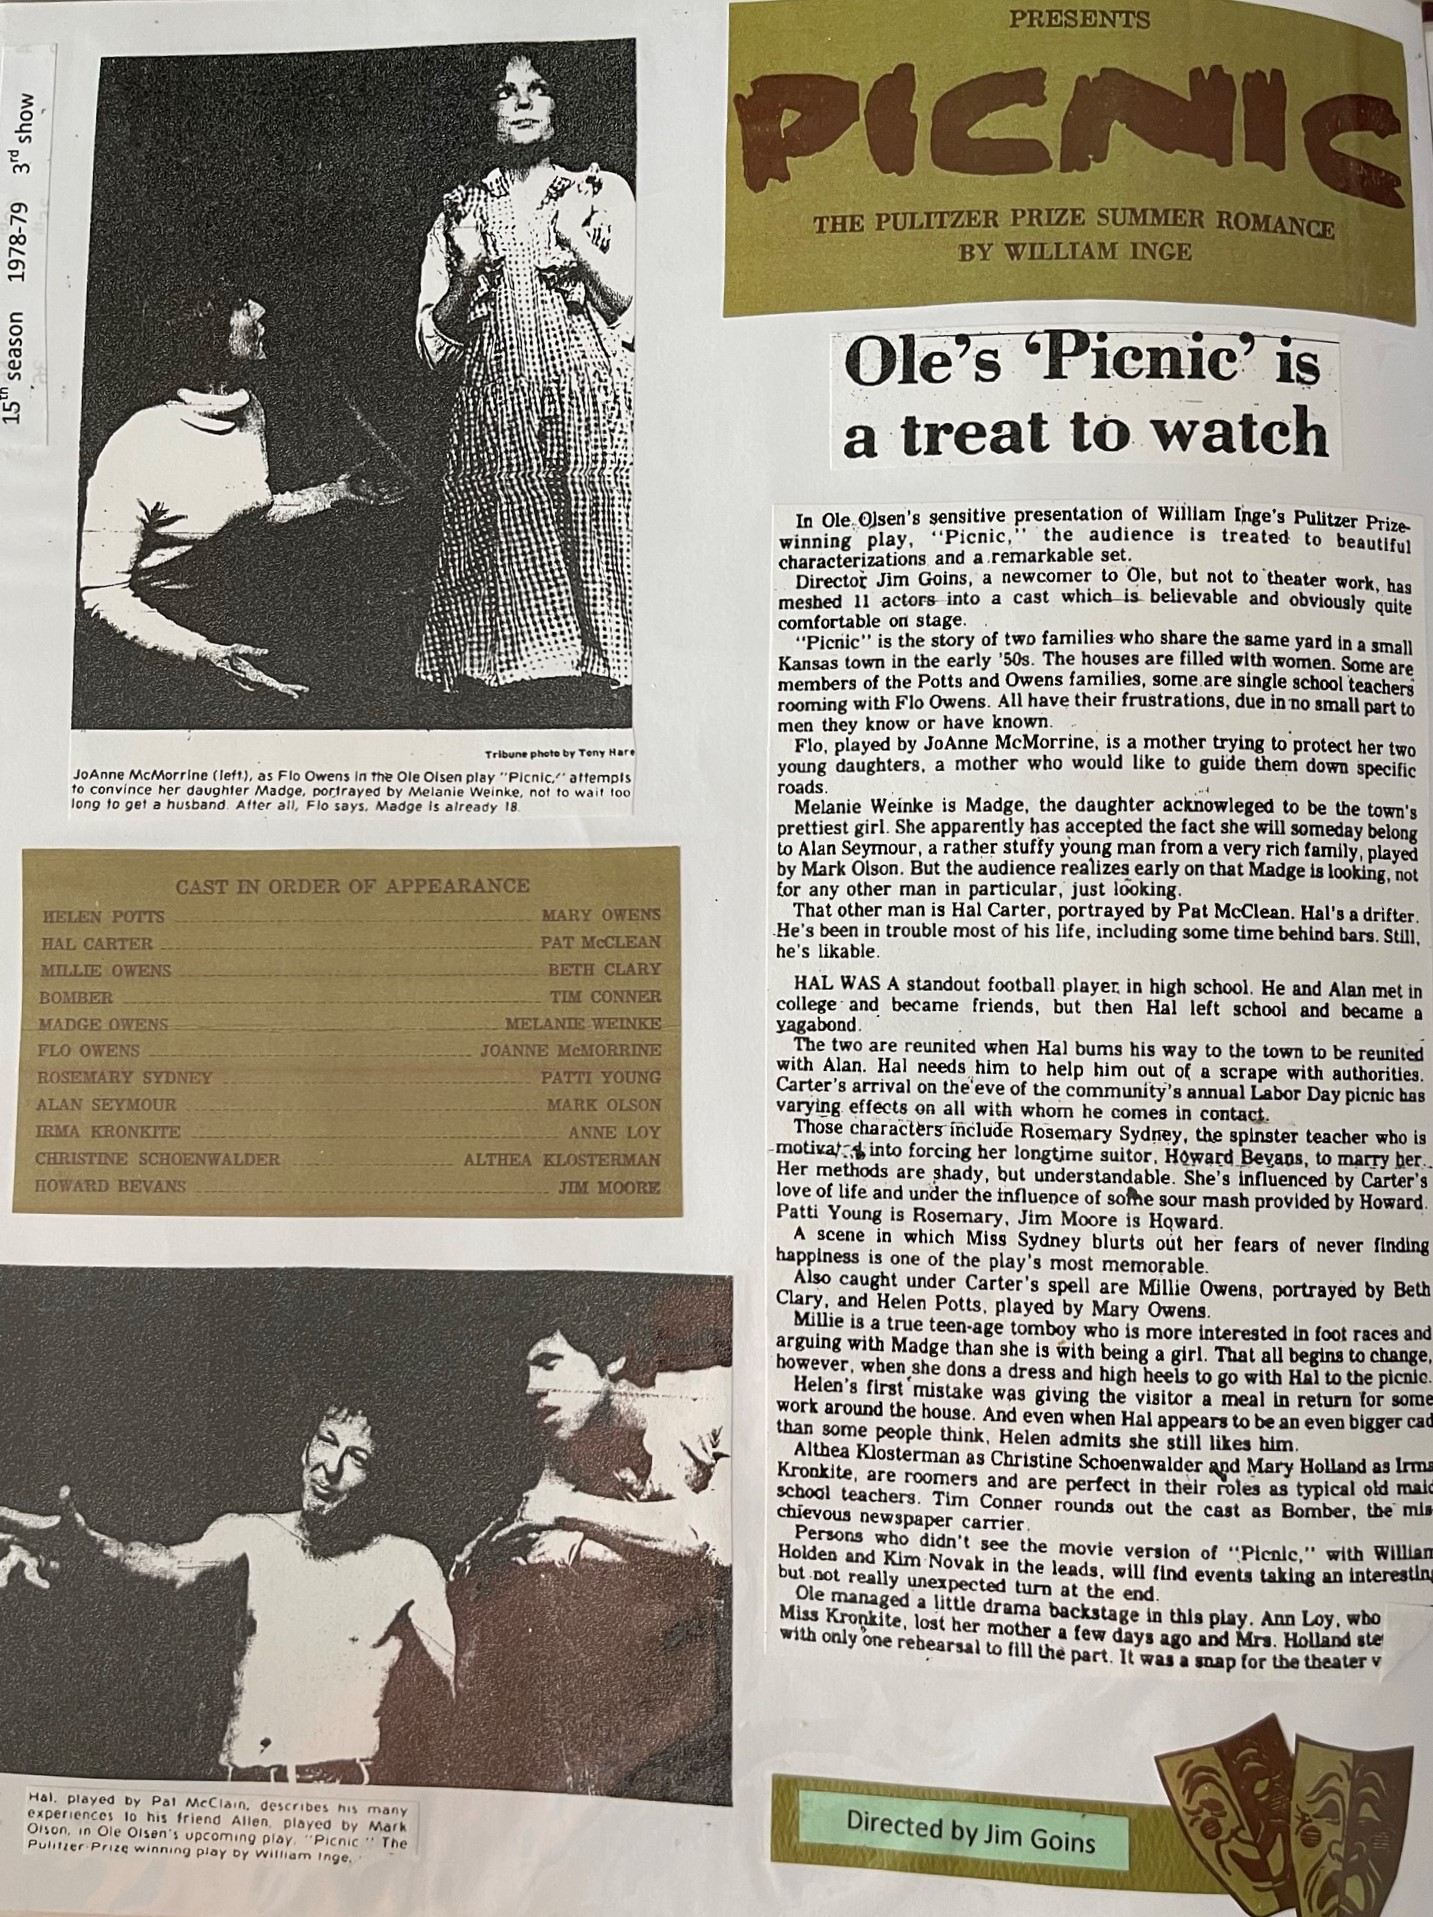 15th season 1978-79 3rd show
Tribune photo by Tony Hare
JoAnne McMorrine (left), as Flo Owens in the Ole Olsen play "Picnic," attempts
to convince her daughter Madge, portrayed by Melanie Weinke, not to wait too
long to get a husband. After all, Flo says, Madge is already 18.
CAST IN ORDER OF APPEARANCE
HELEN POTTS MARY OWENS
HAL CARTER PAT McCLEAN
MILLIE OWENS BETH CLARY
BOMBER TIM CONNER
MADGE OWENS MELANIE WEINKE
FLO OWENS JOANNE McMORRINE
ROSEMARY SYDNEY PATTI YOUNG
ALAN SEYMOUR MARK OLSON
IRMA KRONKITE ANNE LOY
CHRISTINE SCHOENWALDER ALTHEA KLOSTERMAN
HOWARD BEVANS JIM MOORE
Hal, played by Pat McClain, describes his many
experiences to his friend Allen, played by Mark
Olson, in Ole Olsen's upcoming play, "Picnic." The
Pulitzer-Prize winning play by William Inge,
PRESENTS
PICNIC
THE PULITZER PRIZE SUMMER ROMANCE
BY WILLIAM INGE
Ole's 'Picnic' is
a treat to watch
In Ole Olsen's sensitive presentation of William Inge's Pulitzer Prize-
winning play, "Picnic," the audience is treated to beautiful
characterizations and a remarkable set.
Director Jim Goins, a newcomer to Ole, but not to theater work, has
meshed 11 actors into a cast which is believable and obviously quite
comfortable on stage.
"Picnic" is the story of two families who share the same yard in a small
Kansas town in the early '50s. The houses are filled with women. Some are
members of the Potts and Owens families, some are single school teachers
rooming with Flo Owens. All have their frustrations, due in no small part to
men they know or have known.
Flo, played by JoAnne McMorrine, is a mother trying to protect her two
young daughters, a mother who would like to guide them down specific
roads.
Melanie Weinke is Madge, the daughter acknowleged to be the town's
prettiest girl. She apparently has accepted the fact she will someday belong
to Alan Seymour, a rather stuffy young man from a very rich family, played
by Mark Olson. But the audience realizes early on that Madge is looking, not
for any other man in particular, just looking.
That other man is Hal Carter, portrayed by Pat McClean. Hal's a drifter.
He's been in trouble most of his life, including some time behind bars. Still,
he's likable.
HAL WAS A standout football player in high school. He and Alan met in
college and became friends, but then Hal left school and became a
vagabond.
The two are reunited when Hal bums his way to the town to be reunited
with Alan. Hal needs him to help him out of a scrape with authorities.
Carter's arrival on the eve of the community's annual Labor Day picnic has
varying effects on all with whom he comes in contact.
Those characters include Rosemary Sydney, the spinster teacher who is
motivated into forcing her longtime suitor, Howard Bevans, to marry her.
Her methods are shady, but understandable. She's influenced by Carter's
love of life and under the influence of some sour mash provided by Howard.
Patti Young is Rosemary, Jim Moore is Howard.
A scene in which Miss Sydney blurts out her fears of never finding
happiness is one of the play's most memorable.
Also caught under Carter's spell are Millie Owens, portrayed by Beth
Clary, and Helen Potts, played by Mary Owens.
Millie is a true teen-age tomboy who is more interested in foot races and
arguing with Madge than she is with being a girl. That all begins to change,
however, when she dons a dress and high heels to go with Hal to the picnic.
Helen's first mistake was giving the visitor a meal in return for some
work around the house. And even when Hal appears to be an even bigger cad
than some people think, Helen admits she still likes him.
Althea Klosterman as Christine Schoenwalder and Mary Holland as Irma
Kronkite, are roomers and are perfect in their roles as typical old maid
school teachers. Tim Conner rounds out the cast as Bomber, the mis-
chievous newspaper carrier.
Persons who didn't see the movie version of "Picnic," with William
Holden and Kim Novak in the leads, will find events taking an interesting
but not really unexpected turn at the end.
Ole managed a little drama backstage in this play. Ann Loy, who
Miss Kronkite, lost her mother a few days ago and Mrs. Holland ste
with only one rehearsal to fill the part. It was a snap for the theater v
Directed by Jim Goins